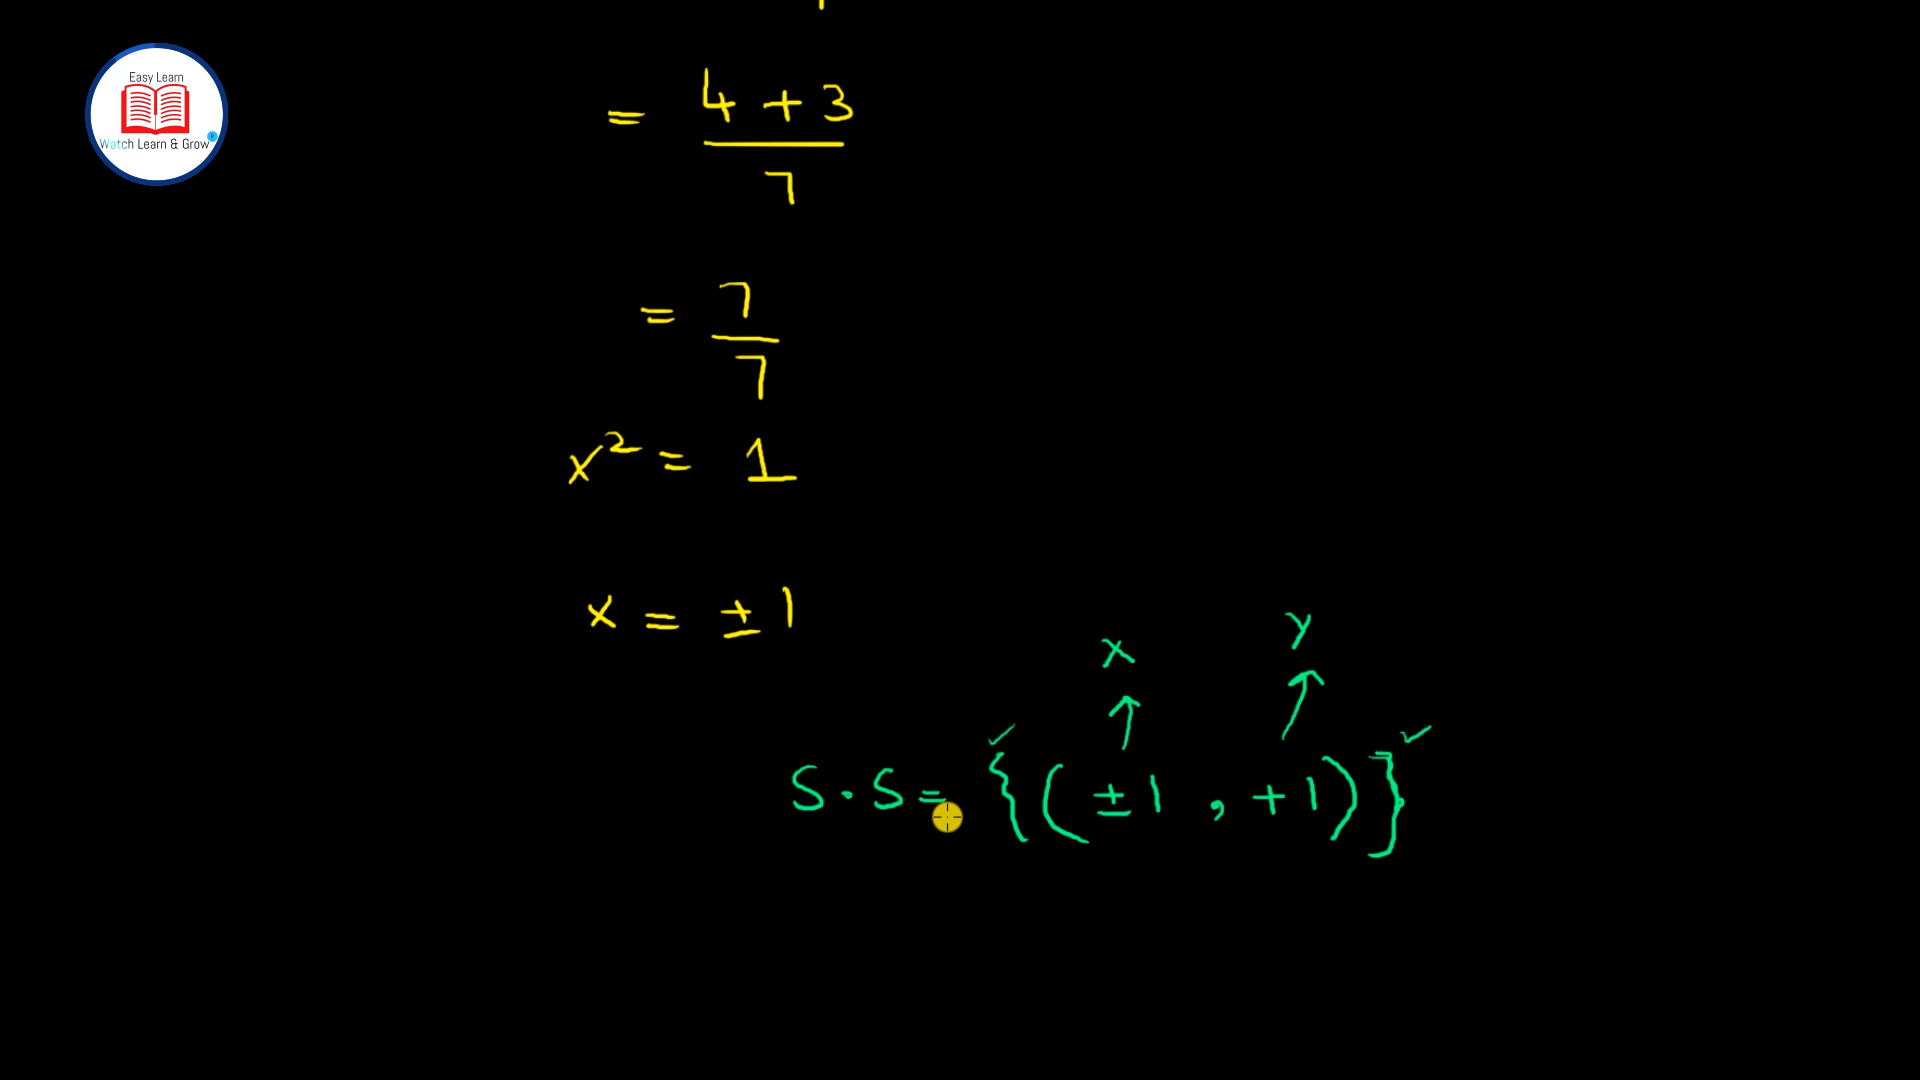 Easy Learn
Watch Learn & Grow
= 4 + 3
7
= 7
7
x² = 1
x = ± 1
x y
S·S = {(±1, +1)}